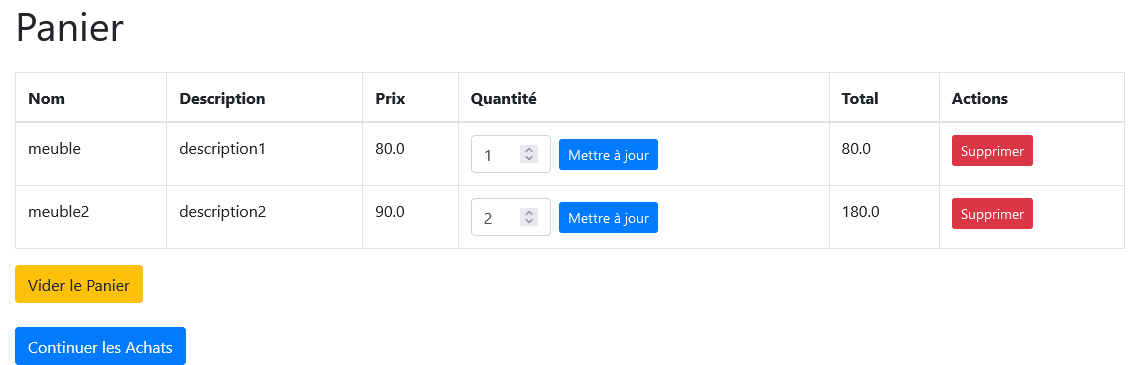 Panier
Nom Description Prix Quantité Total Actions
meuble description1 80.0 1 Mettre à jour 80.0 Supprimer
meuble2 description2 90.0 2 Mettre à jour 180.0 Supprimer
Vider le Panier
Continuer les Achats